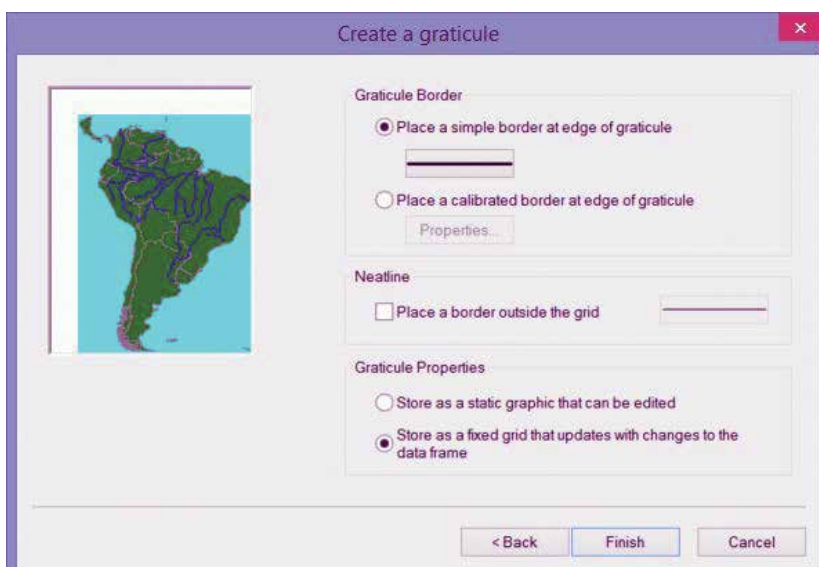 Create a graticule
Graticule Border
Place a simple border at edge of graticule
Place a calibrated border at edge of graticule
Properties...
Neatline
Place a border outside the grid
Graticule Properties
Store as a static graphic that can be edited
Store as a fixed grid that updates with changes to the
data frame
< Back
Finish
Cancel